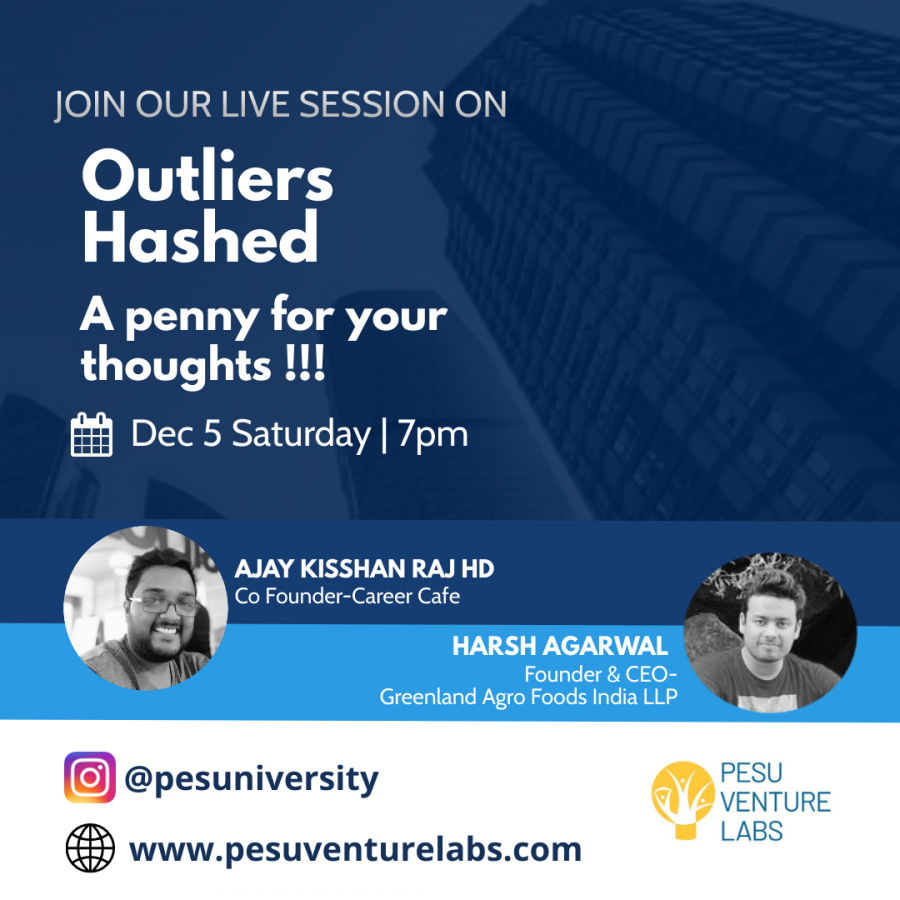 JOIN OUR LIVE SESSION ON
Outliers
Hashed
A penny for your
thoughts !!!
Dec 5 Saturday | 7pm
AJAY KISSHAN RAJ HD
Co Founder-Career Cafe
HARSH AGARWAL
Founder & CEO-
Greenland Agro Foods India LLP
@pesuniversity
www.pesuventurelabs.com
PESU
VENTURE
LABS